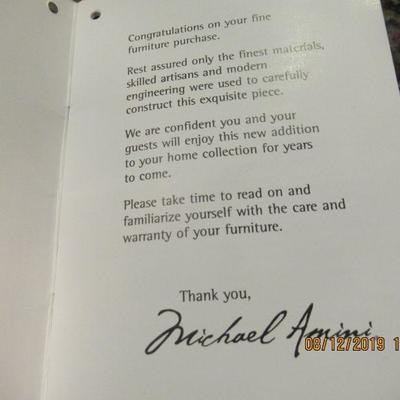 Congratulations on your fine
furniture purchase.
Rest assured only the finest materials,
skilled artisans and modern
engineering were used to carefully
construct this exquisite piece.
We are confident you and your
guests will enjoy this new addition
to your home collection for years
to come.
Please take time to read on and
familiarize yourself with the care and
warranty of your furniture.
Thank you,
Michael Amini
08/12/2019